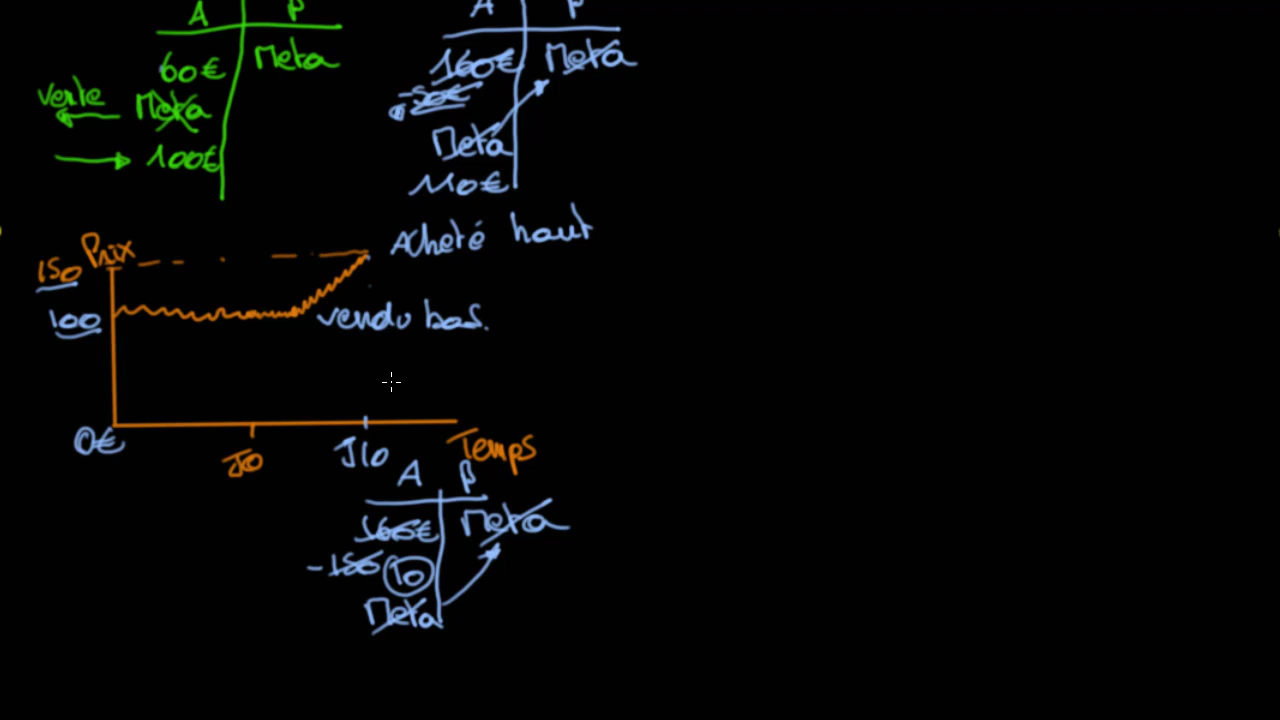 A P
60€ Meta
vente Meta
100€
A P
160€ Meta
-50€
Meta
110€
Prix
150
100
0€
J0
J10
Temps
Acheté haut
vendu bas.
A P
160€ Meta
-150 10
Meta